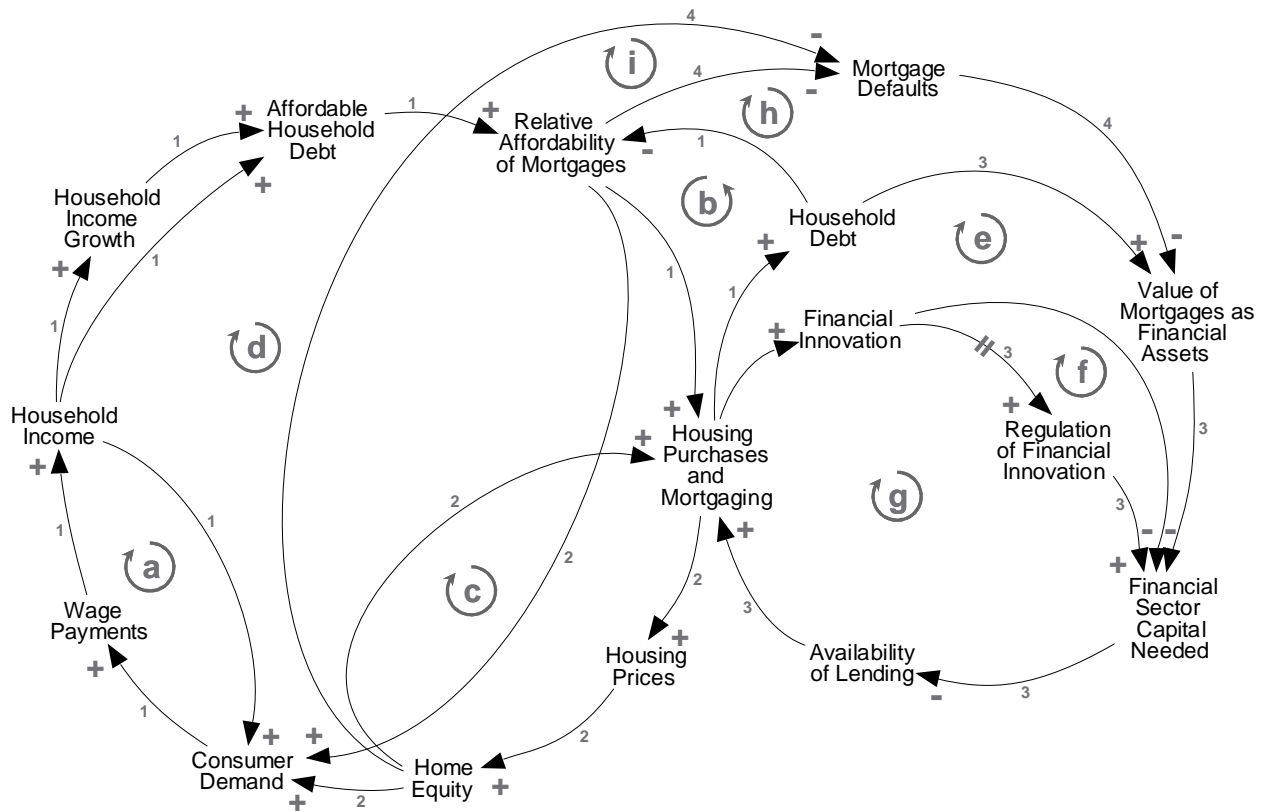 4
-
i
Mortgage
Defaults
4
-
h
+
Affordable
Household
Debt
1
+
Relative
Affordability
of Mortgages
-
1
4
1
+
Household
Income
Growth
+
1
b
Household
Debt
+
3
e
+
-
Value of
Mortgages as
Financial
Assets
1
+
1
1
Financial
Innovation
+
3
f
d
Household
Income
+
+
+
Housing
Purchases
and
Mortgaging
+
Regulation
of Financial
Innovation
3
2
g
3
1
1
a
2
c
2
+
3
-
-
+
Financial
Sector
Capital
Needed
Wage
Payments
+
+
Housing
Prices
Availability
of Lending
-
3
1
2
+
+
Consumer
Demand
+
2
Home
Equity
+